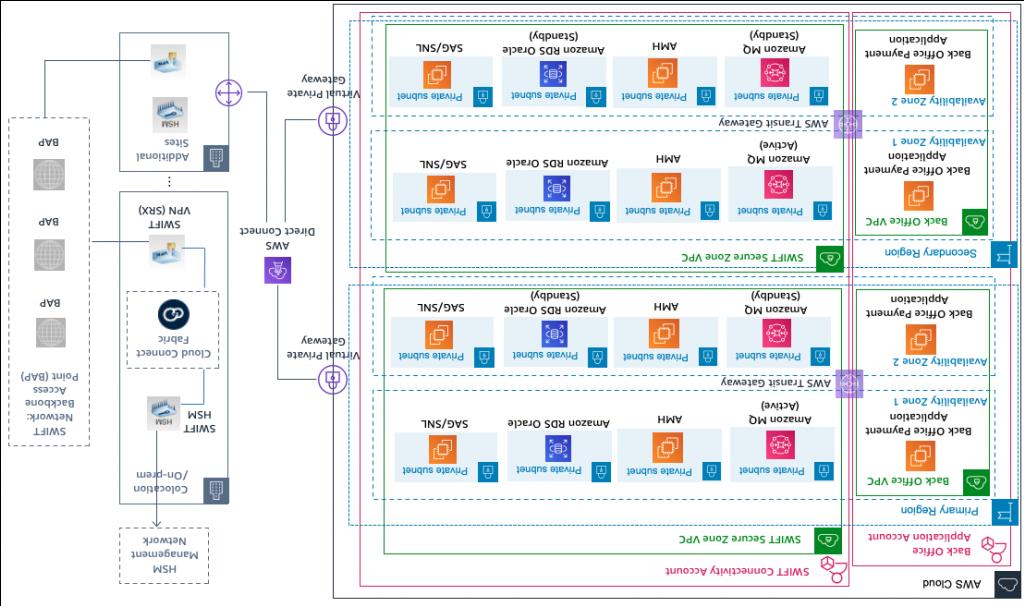 AWS Cloud
Back Office
Application Account
SWIFT Connectivity Account
SWIFT Secure Zone VPC
Primary Region
Back Office VPC
Back Office Payment
Application
Availability Zone 1
Private subnet
Amazon MQ
(Active)
Private subnet
AMH
Private subnet
Amazon RDS Oracle
Private subnet
SAG/SNL
AWS Transit Gateway
Availability Zone 2
Back Office Payment
Application
Private subnet
Amazon MQ
(Standby)
Private subnet
AMH
Private subnet
Amazon RDS Oracle
(Standby)
Private subnet
SAG/SNL
Secondary Region
SWIFT Secure Zone VPC
Back Office VPC
Back Office Payment
Application
Availability Zone 1
Private subnet
Amazon MQ
(Active)
Private subnet
AMH
Private subnet
Amazon RDS Oracle
Private subnet
SAG/SNL
AWS Transit Gateway
Availability Zone 2
Back Office Payment
Application
Private subnet
Amazon MQ
(Standby)
Private subnet
AMH
Private subnet
Amazon RDS Oracle
(Standby)
Private subnet
SAG/SNL
Virtual Private
Gateway
Virtual Private
Gateway
AWS
Direct Connect
HSM
Management
Network
Colocation
/On-prem
SWIFT
HSM
HSM
Cloud Connect
Fabric
SWIFT
VPN (SRX)
VPN
...
Additional
Sites
HSM
VPN
SWIFT
Network:
Backbone
Access
Point (BAP)
BAP
BAP
BAP